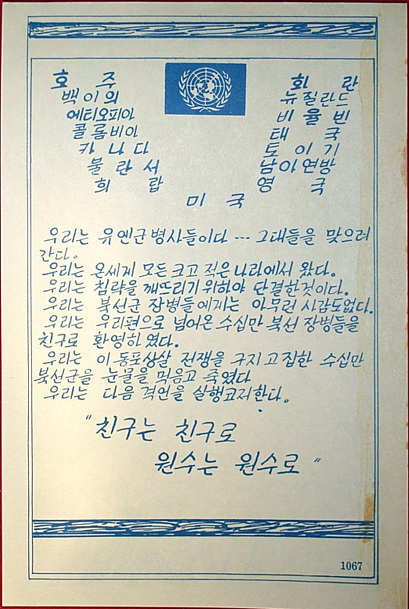 호 주 화 란
백이의 뉴질란드
에티오피아 비율빈
콜롬비아 태 국
카나다 토이기
불란서 남아연방
희 랍 영 국
미 국
우리는 유엔군병사들이다 --- 그대들을 맞으러
간다.
우리는 온세계 모든 크고 적은 나라에서 왔다.
우리는 침략을 깨뜨리기 위하야 단결한것이다.
우리는 북선군 장병들에게는 아무런 사감도없다.
우리는 우리편으로 넘어온 수십만 북선 장병들을
친구로 환영하였다.
우리는 이 동포상살 전쟁을 구지 고집한 수십만
북선군을 눈물을 먹음고 죽였다
우리는 다음 격언을 실행코저한다.
"친구는 친구로
원수는 원수로"
1067